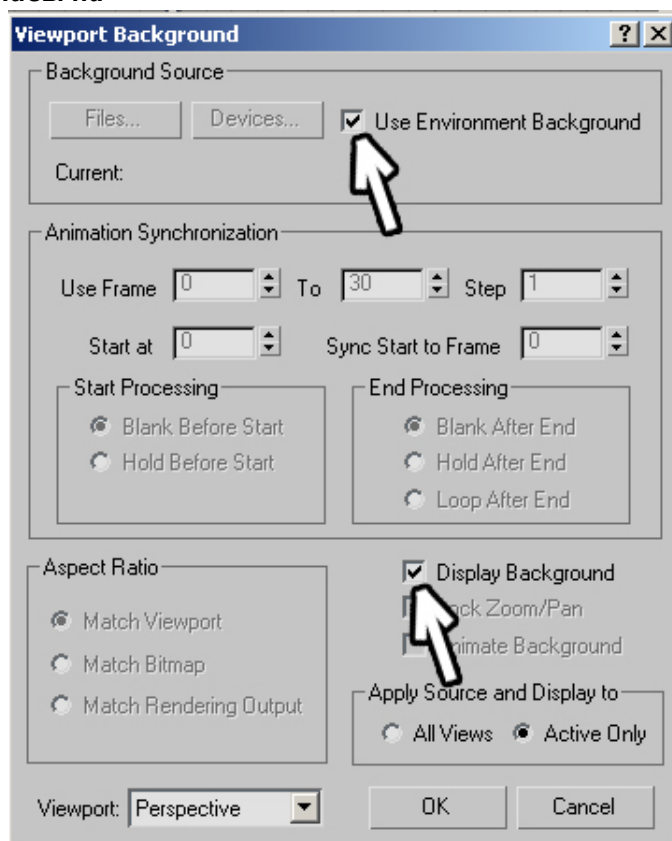 Viewport Background
Background Source
Files... Devices... Use Environment Background
Current:
Animation Synchronization
Use Frame 0 To 30 Step 1
Start at 0 Sync Start to Frame 0
Start Processing
Blank Before Start
Hold Before Start
End Processing
Blank After End
Hold After End
Loop After End
Aspect Ratio
Match Viewport
Match Bitmap
Match Rendering Output
Display Background
Zoom/Pan
Background
Apply Source and Display to
All Views Active Only
Viewport: Perspective OK Cancel